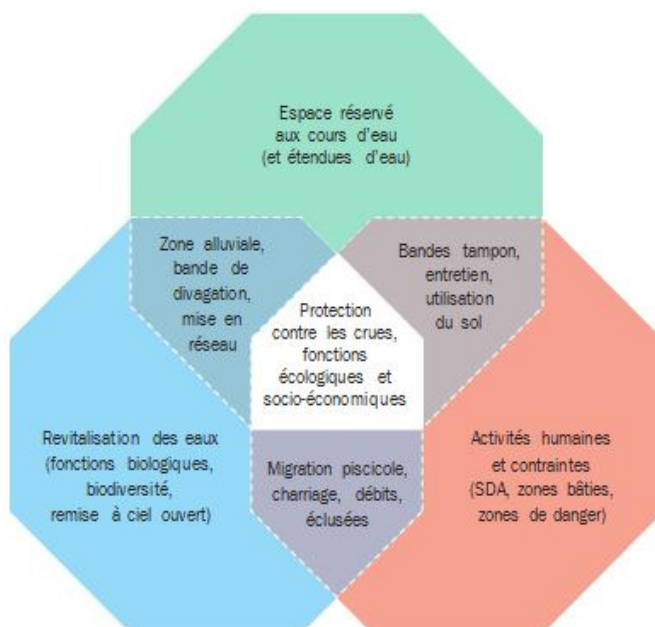 Espace réservé
aux cours d'eau
(et étendues d'eau)
Zone alluviale,
bande de
divagation,
mise en
réseau
Bandes tampon,
entretien,
utilisation
du sol
Protection
contre les crues,
fonctions
écologiques et
socio-économiques
Revitalisation des eaux
(fonctions biologiques,
biodiversité,
remise à ciel ouvert)
Migration piscicole,
charriage, débits,
éclusées
Activités humaines
et contraintes
(SDA, zones bâties,
zones de danger)